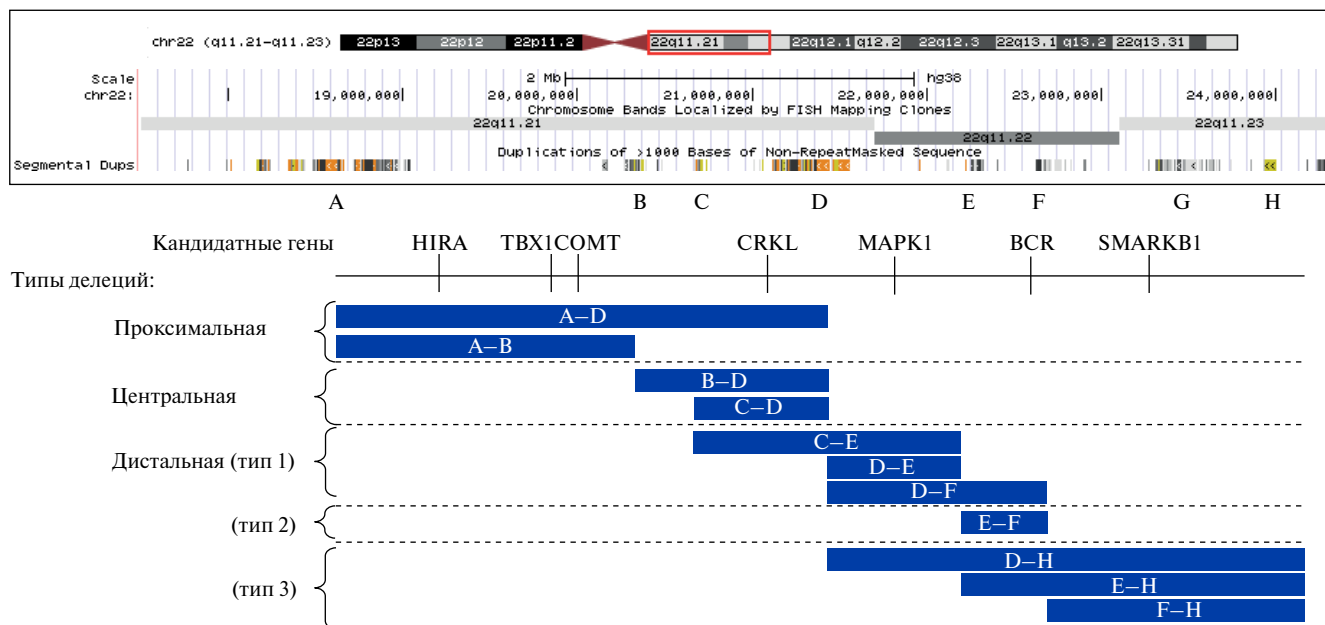 chr22 (q11.21-q11.23) 22p13 22p12 22p11.2 22q11.21 22q12.1 q12.2 22q12.3 22q13.1 q13.2 22q13.31
Scale 2 Mb hg38
chr22: 19,000,000 20,000,000 21,000,000 22,000,000 23,000,000 24,000,000
Chromosome Bands Localized by FISH Mapping Clones
22q11.21 22q11.23
22q11.22
Duplications of >1000 Bases of Non-RepeatMasked Sequence
Segmental Dups
A B C D E F G H
Кандидатные гены HIRA TBX1COMT CRKL MAPK1 BCR SMARKB1
Типы делеций:
Проксимальная
A–D
A–B
Центральная
B–D
C–D
Дистальная (тип 1)
C–E
D–E
D–F
(тип 2)
E–F
(тип 3)
D–H
E–H
F–H